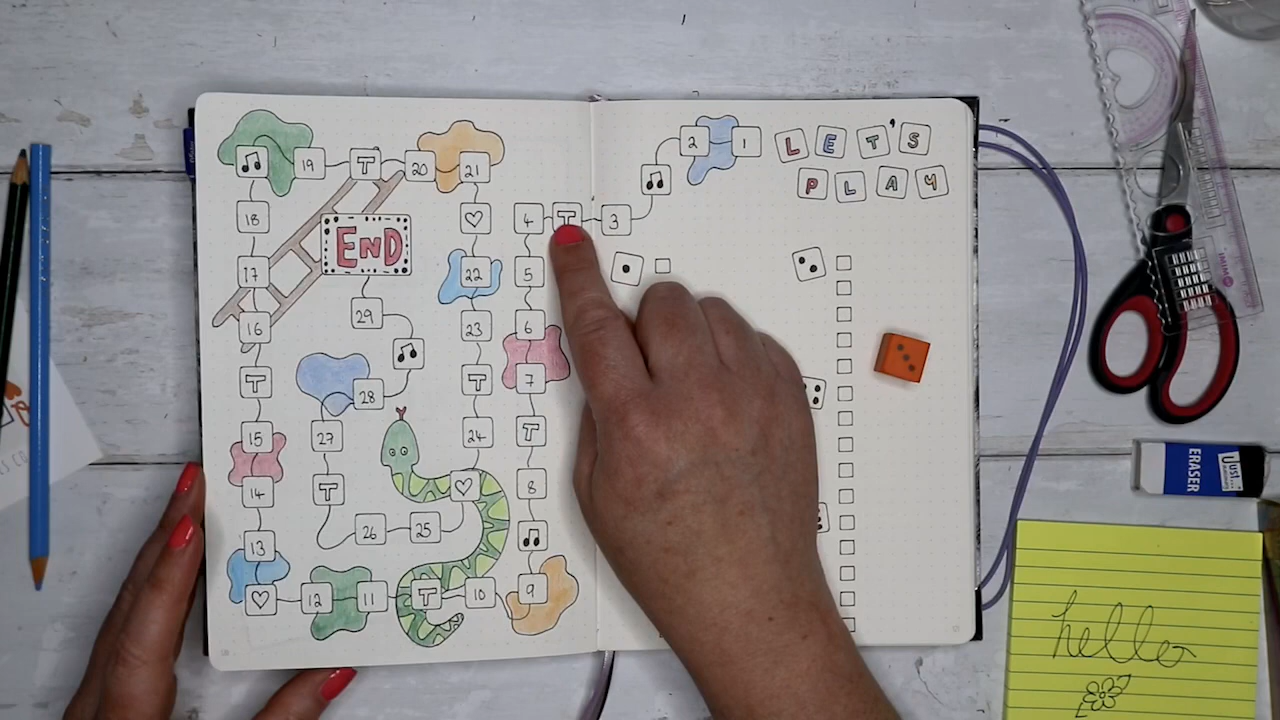 LET'S
PLAY
2 1
♫
4 T 3
5
6
7
T
8
♫
9
10
T
11
12
♡
13
14
15
T
16
17
18
♫ 19 T 20 21
♡
22
23
T
24
♡
25
26
T
27
28
♫
29
END
JUST...
ERASER
hello